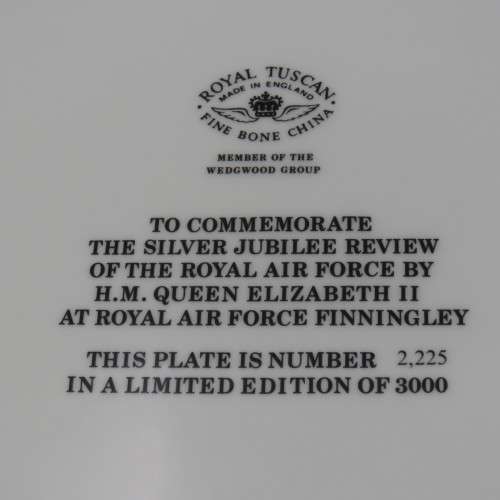 · ROYAL TUSCAN ·
MADE IN ENGLAND
FINE BONE CHINA
MEMBER OF THE
WEDGWOOD GROUP
TO COMMEMORATE
THE SILVER JUBILEE REVIEW
OF THE ROYAL AIR FORCE BY
H.M. QUEEN ELIZABETH II
AT ROYAL AIR FORCE FINNINGLEY
THIS PLATE IS NUMBER 2,225
IN A LIMITED EDITION OF 3000